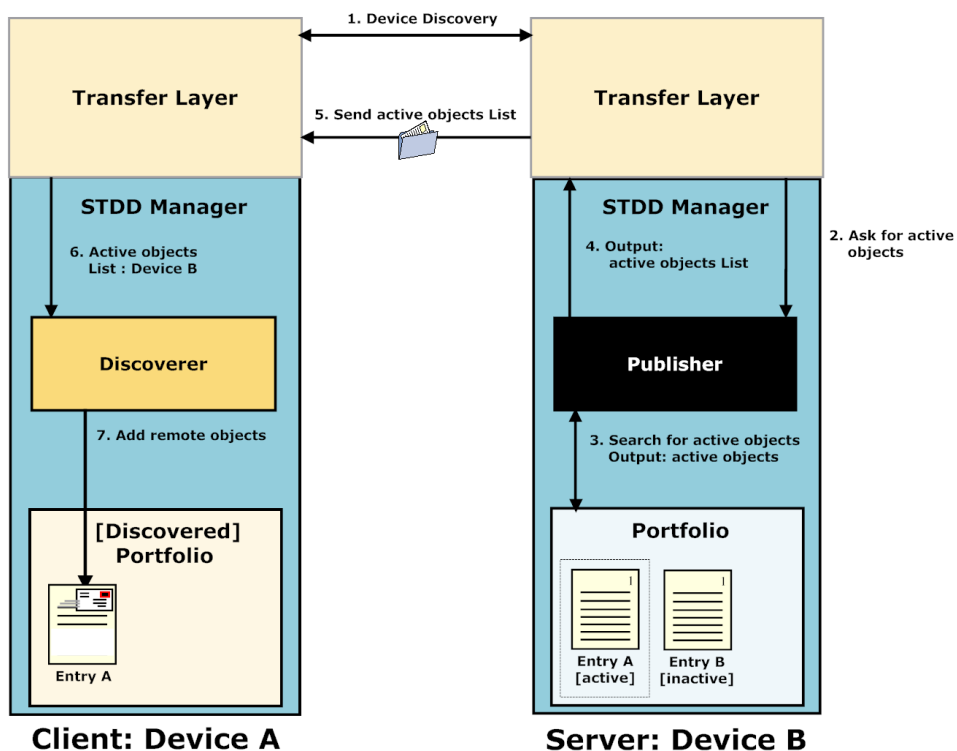 1. Device Discovery
Transfer Layer
Transfer Layer
5. Send active objects List
STDD Manager
STDD Manager
6. Active objects
List : Device B
4. Output:
active objects List
2. Ask for active
objects
Discoverer
Publisher
7. Add remote objects
3. Search for active objects
Output: active objects
[Discovered]
Portfolio
Portfolio
Entry A
Entry A
[active]
Entry B
[inactive]
Client: Device A
Server: Device B